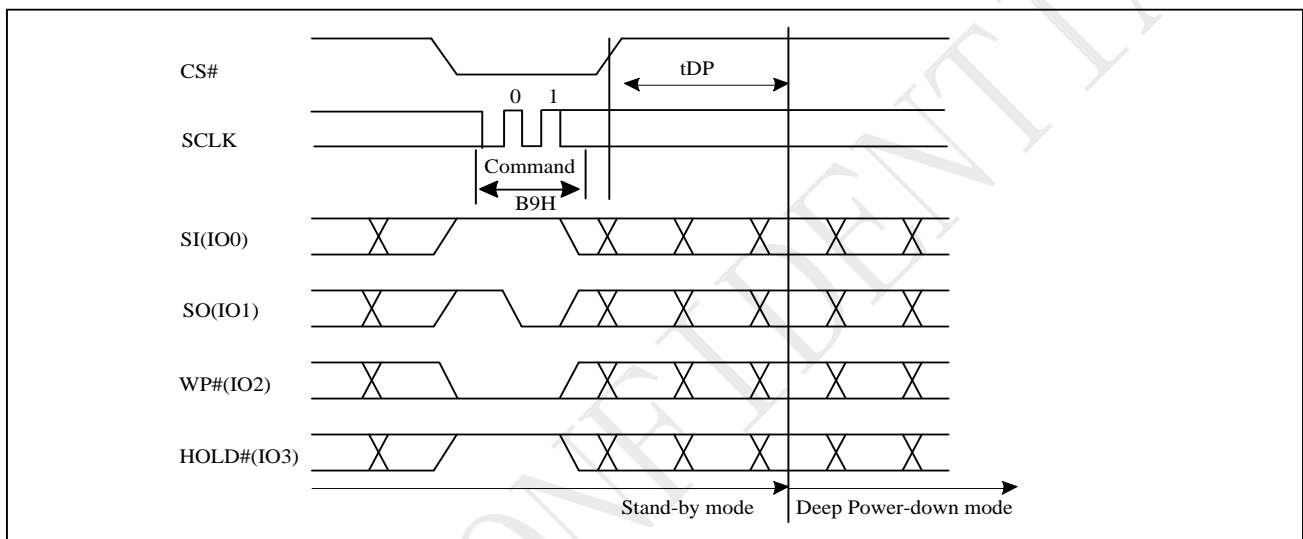 CS#
tDP
0 1
SCLK
Command
B9H
SI(IO0)
SO(IO1)
WP#(IO2)
HOLD#(IO3)
Stand-by mode Deep Power-down mode
ONFIDENTIA